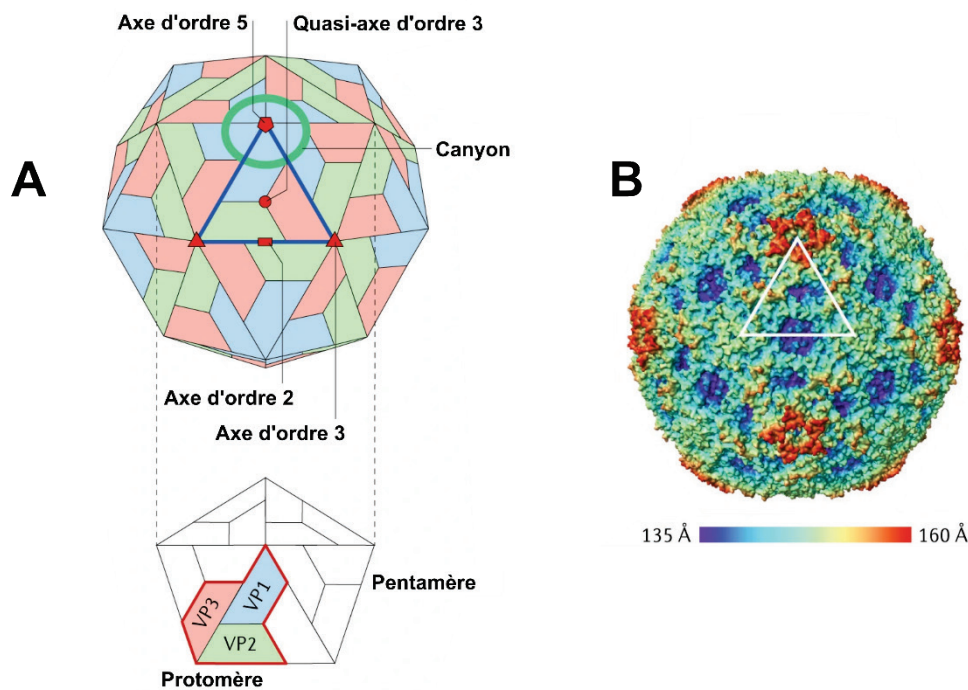 Axe d'ordre 5
Quasi-axe d'ordre 3
A
Canyon
B
Axe d'ordre 2
Axe d'ordre 3
135 Å
160 Å
Pentamère
VP3
VP1
VP2
Protomère